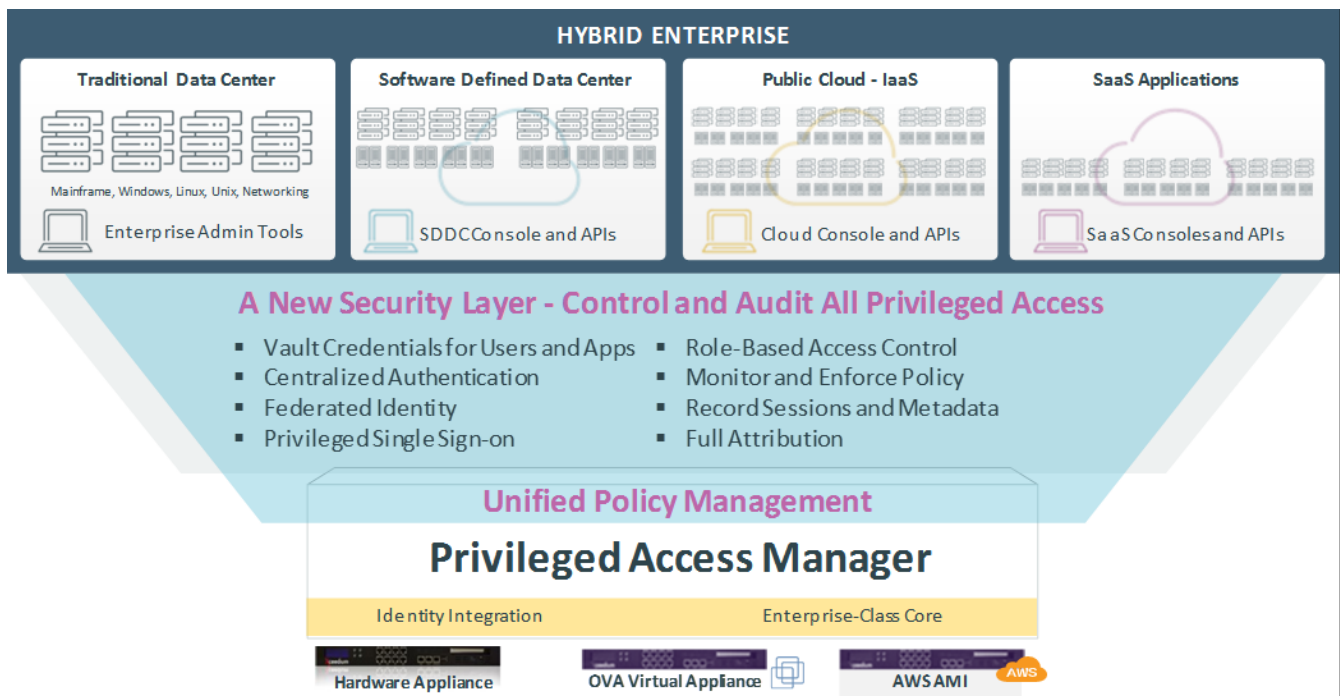 HYBRID ENTERPRISE
Traditional Data Center
Mainframe, Windows, Linux, Unix, Networking
Enterprise Admin Tools
Software Defined Data Center
SDDC Console and APIs
Public Cloud - IaaS
Cloud Console and APIs
SaaS Applications
SaaS Consoles and APIs
A New Security Layer - Control and Audit All Privileged Access
▪ Vault Credentials for Users and Apps
▪ Centralized Authentication
▪ Federated Identity
▪ Privileged Single Sign-on
▪ Role-Based Access Control
▪ Monitor and Enforce Policy
▪ Record Sessions and Metadata
▪ Full Attribution
Unified Policy Management
Privileged Access Manager
Identity Integration
Enterprise-Class Core
Hardware Appliance
OVA Virtual Appliance
AWS AMI
AWS